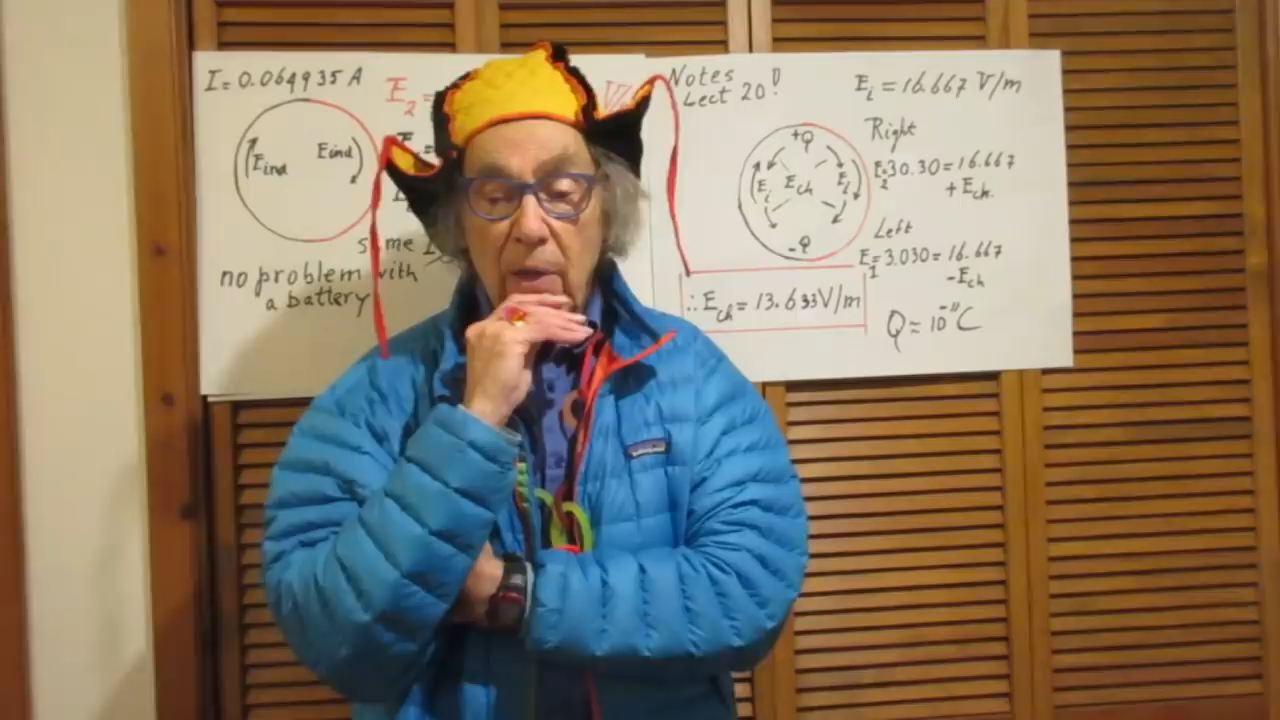 I = 0.064935 A
E₂ =
Eind Eind
same
no problem with
a battery
Notes
Lect 20!
+Q
Ei Ech Ei
-Q
Ei = 16.667 V/m
Right
E₂ 30.30 = 16.667
+ Ech.
Left
E₁ = 3.030 = 16.667
- Ech
∴ Ech = 13.633 V/m
Q ≈ 10⁻¹¹ C